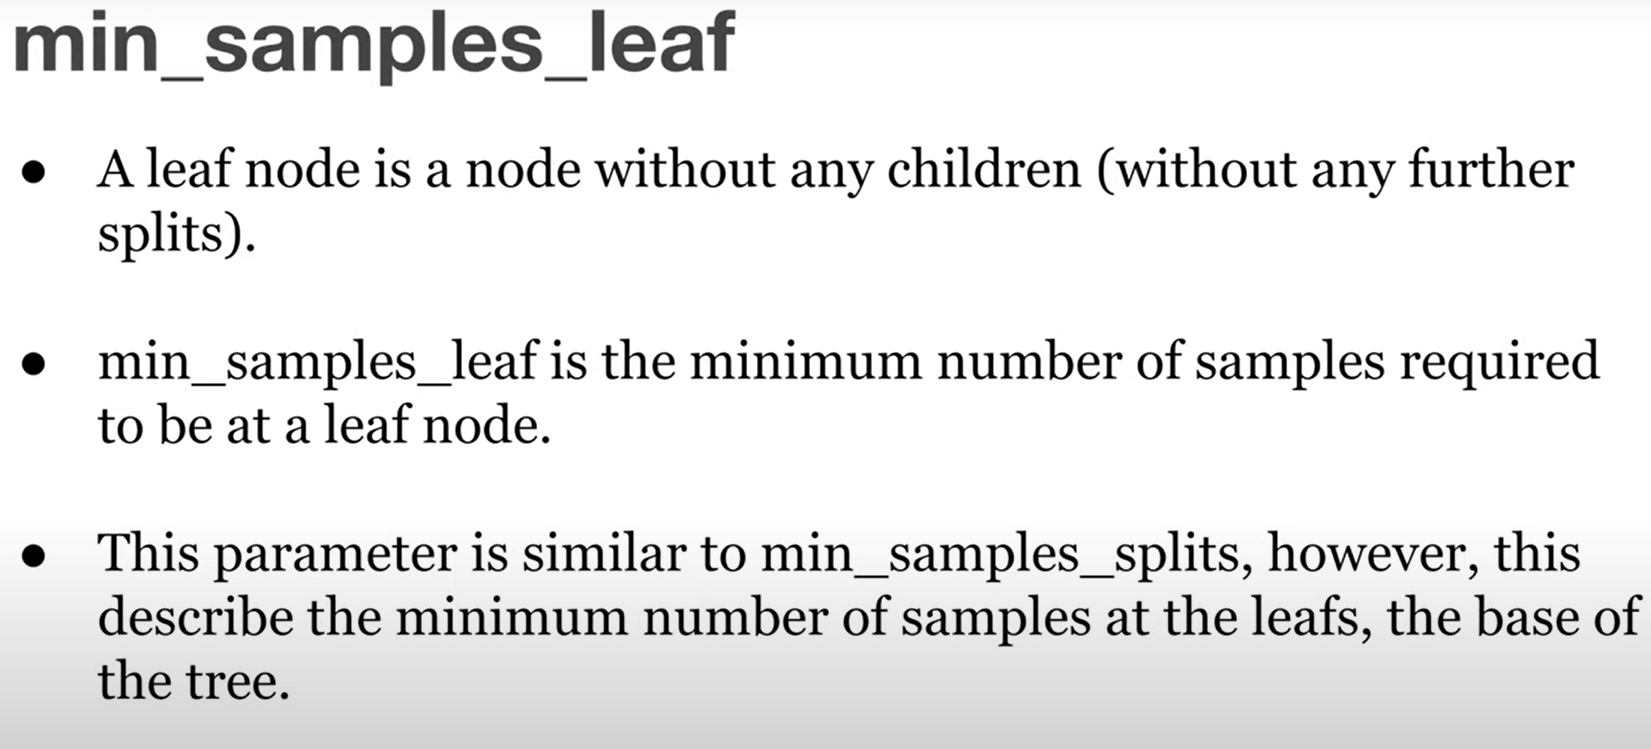 min_samples_leaf
● A leaf node is a node without any children (without any further
splits).
● min_samples_leaf is the minimum number of samples required
to be at a leaf node.
● This parameter is similar to min_samples_splits, however, this
describe the minimum number of samples at the leafs, the base of
the tree.